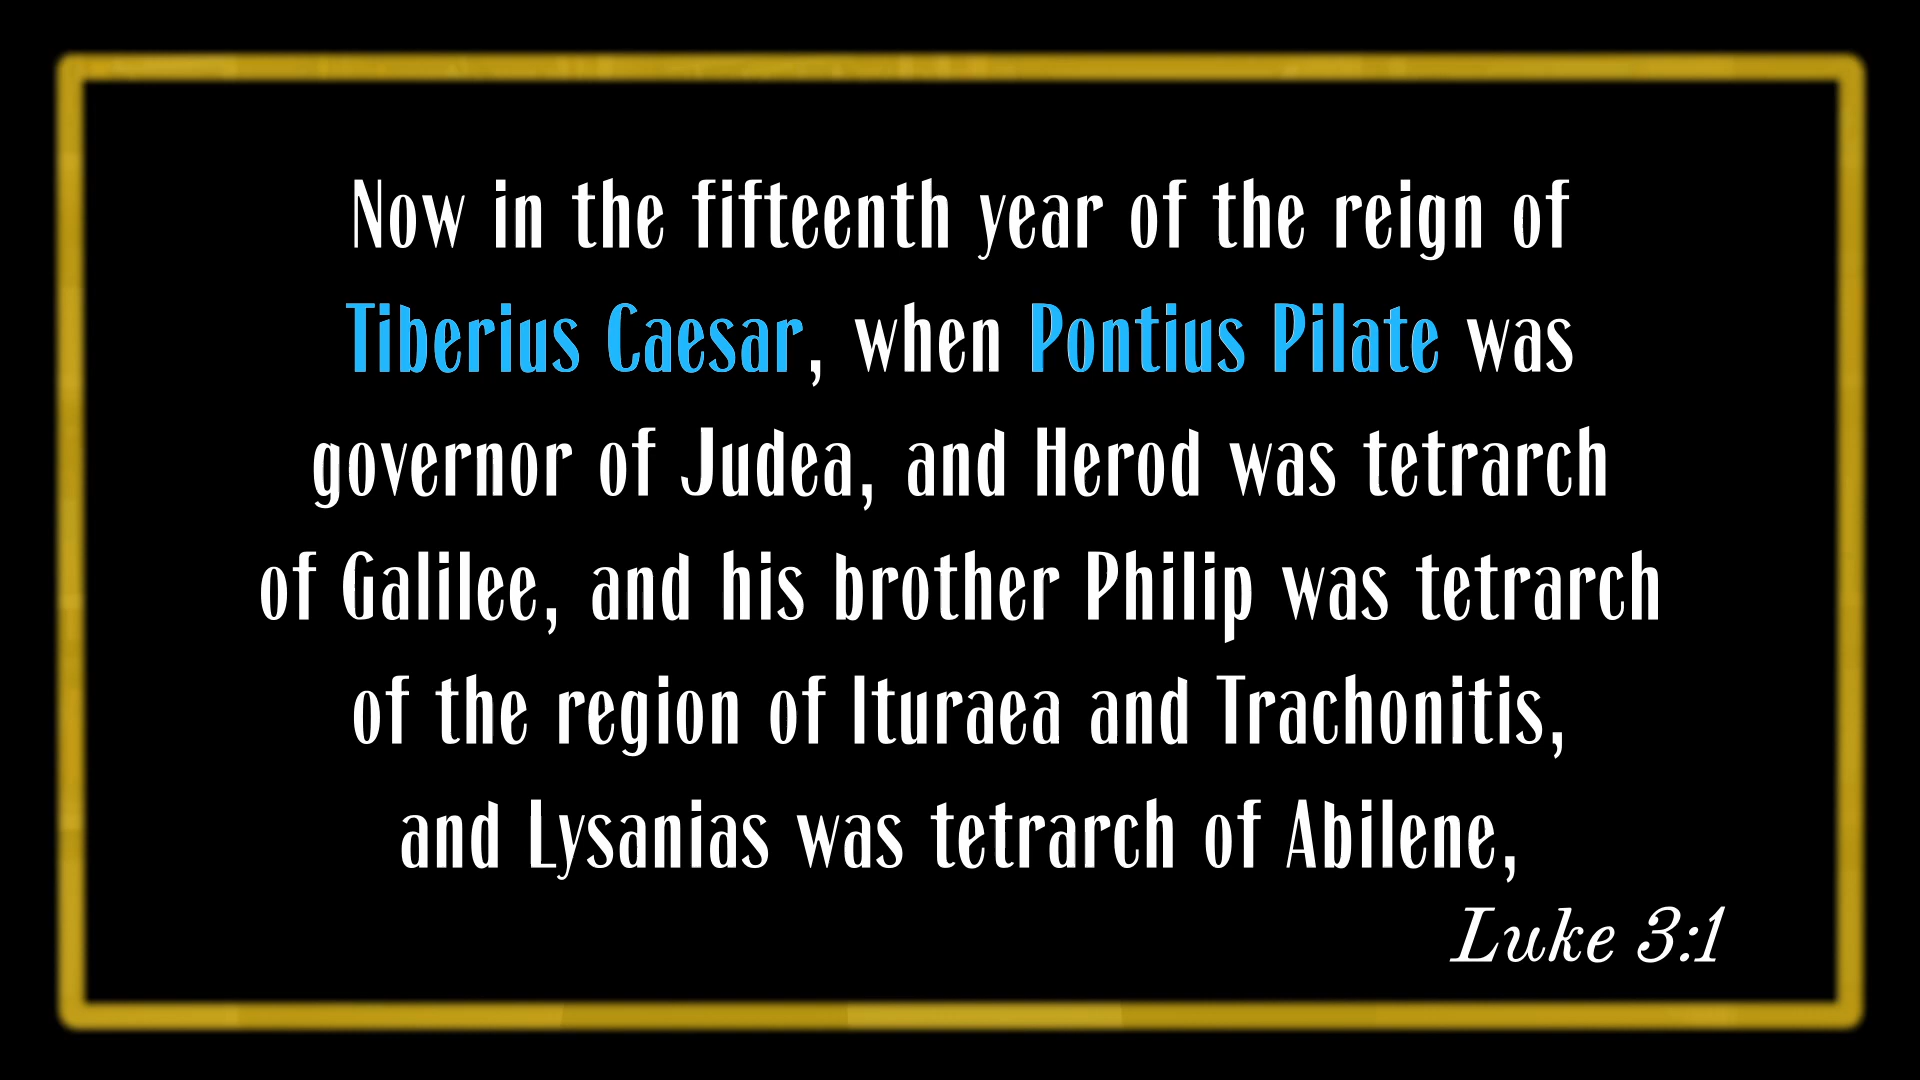 Now in the fifteenth year of the reign of
Tiberius Caesar, when Pontius Pilate was
governor of Judea, and Herod was tetrarch
of Galilee, and his brother Philip was tetrarch
of the region of Ituraea and Trachonitis,
and Lysanias was tetrarch of Abilene,
Luke 3:1